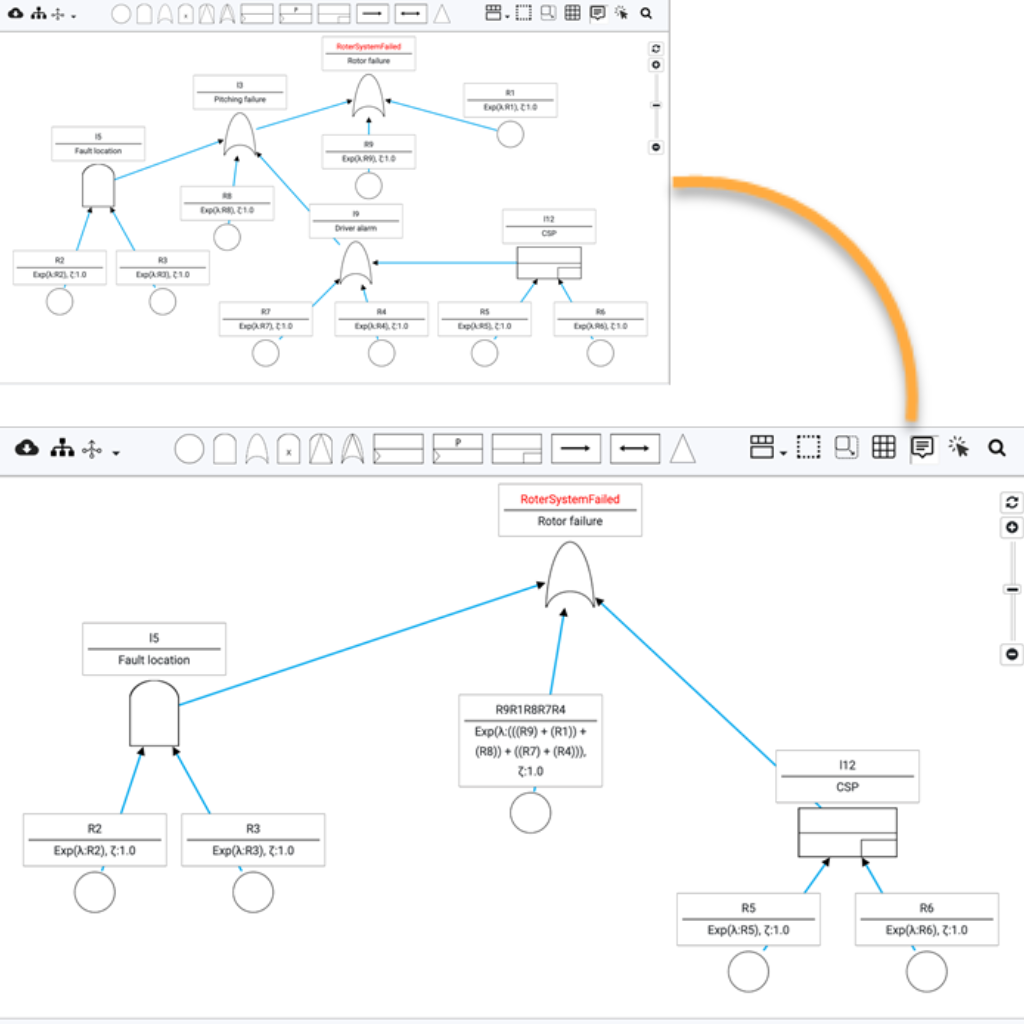 P
x
RoterSystemFailed
Rotor failure
I3
Pitching failure
R1
Exp(λ:R1), ζ:1.0
I5
Fault location
R9
Exp(λ:R9), ζ:1.0
R8
Exp(λ:R8), ζ:1.0
I9
Driver alarm
I12
CSP
R2
Exp(λ:R2), ζ:1.0
R3
Exp(λ:R3), ζ:1.0
R7
Exp(λ:R7), ζ:1.0
R4
Exp(λ:R4), ζ:1.0
R5
Exp(λ:R5), ζ:1.0
R6
Exp(λ:R6), ζ:1.0
P
x
RoterSystemFailed
Rotor failure
I5
Fault location
R9R1R8R7R4
Exp(λ:(((R9) + (R1)) +
(R8)) + ((R7) + (R4))),
ζ:1.0
I12
CSP
R2
Exp(λ:R2), ζ:1.0
R3
Exp(λ:R3), ζ:1.0
R5
Exp(λ:R5), ζ:1.0
R6
Exp(λ:R6), ζ:1.0